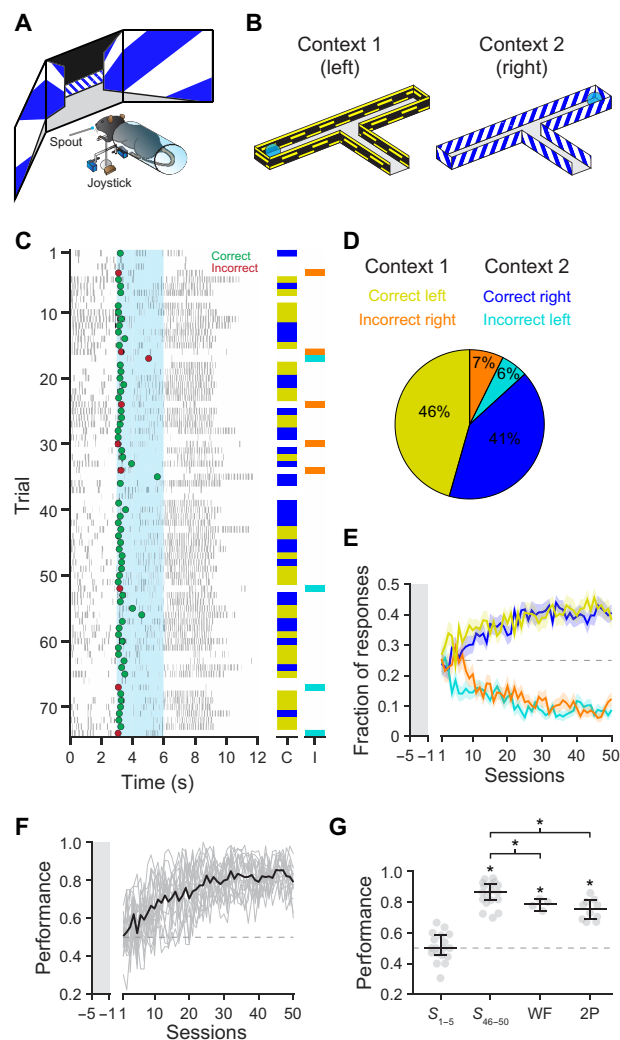 A
Spout
Joystick
B
Context 1
(left)
Context 2
(right)
C
Correct
Incorrect
1
10
20
30
40
50
60
70
Trial
0 2 4 6 8 10 12
Time (s)
C I
D
Context 1 Context 2
Correct left Correct right
Incorrect right Incorrect left
7%
6%
46%
41%
E
0.5
0.4
0.3
0.2
0.1
0
Fraction of responses
−5 −1 1 10 20 30 40 50
Sessions
F
1.0
0.8
0.6
0.4
0.2
Performance
−5 −1 1 10 20 30 40 50
Sessions
G
*
*
* * *
1.0
0.8
0.6
0.4
0.2
0
Performance
S1–5 S46–50 WF 2P